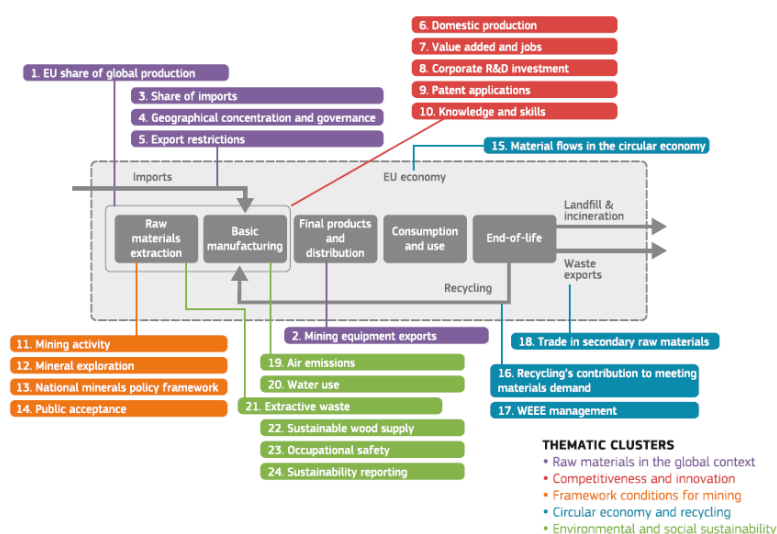 6. Domestic production
7. Value added and jobs
8. Corporate R&D investment
9. Patent applications
10. Knowledge and skills
1. EU share of global production
3. Share of imports
4. Geographical concentration and governance
5. Export restrictions
15. Material flows in the circular economy
Imports
EU economy
Raw
materials
extraction
Basic
manufacturing
Final products
and
distribution
Consumption
and use
End-of-life
Landfill &
incineration
Waste
exports
Recycling
2. Mining equipment exports
18. Trade in secondary raw materials
11. Mining activity
12. Mineral exploration
13. National minerals policy framework
14. Public acceptance
19. Air emissions
20. Water use
21. Extractive waste
22. Sustainable wood supply
23. Occupational safety
24. Sustainability reporting
16. Recycling's contribution to meeting
materials demand
17. WEEE management
THEMATIC CLUSTERS
• Raw materials in the global context
• Competitiveness and innovation
• Framework conditions for mining
• Circular economy and recycling
• Environmental and social sustainability